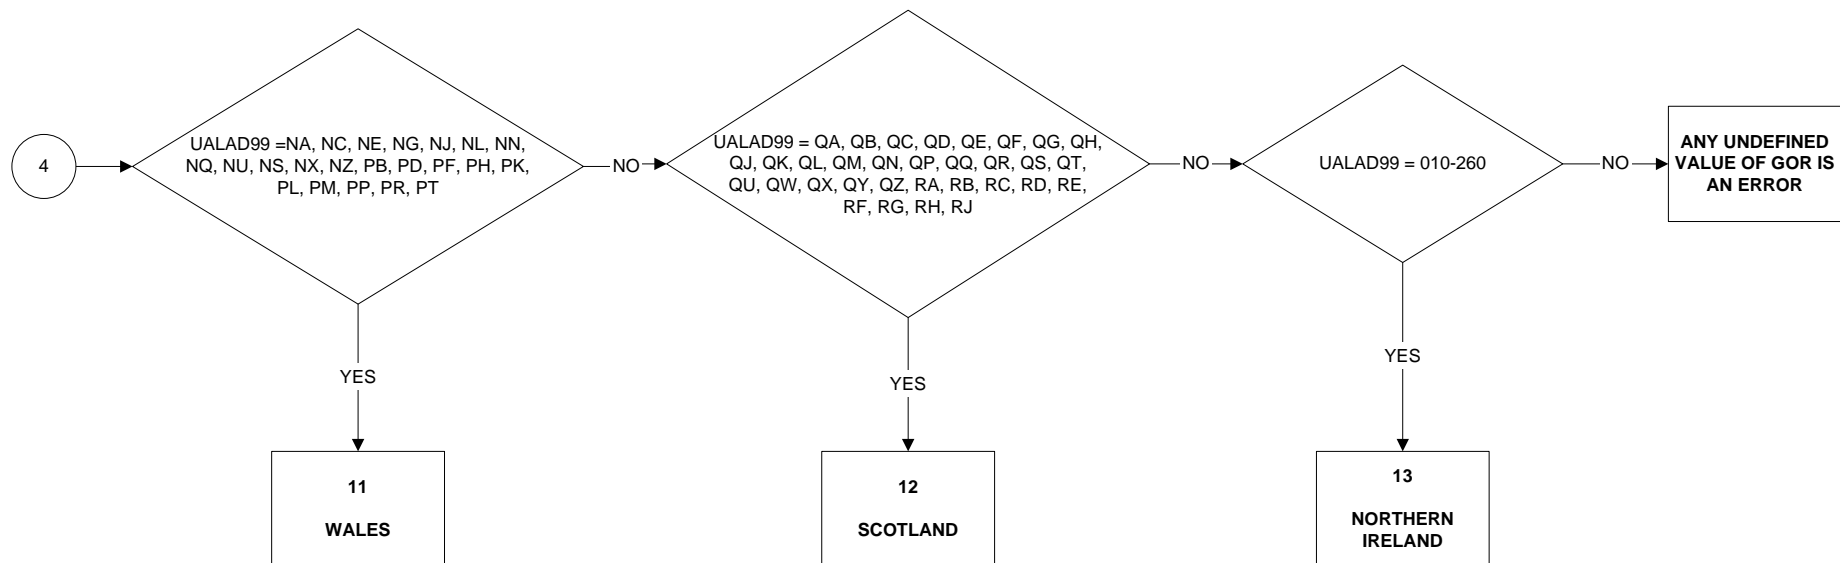 4
UALAD99 =NA, NC, NE, NG, NJ, NL, NN,
NQ, NU, NS, NX, NZ, PB, PD, PF, PH, PK,
PL, PM, PP, PR, PT
NO
UALAD99 = QA, QB, QC, QD, QE, QF, QG, QH,
QJ, QK, QL, QM, QN, QP, QQ, QR, QS, QT,
QU, QW, QX, QY, QZ, RA, RB, RC, RD, RE,
RF, RG, RH, RJ
NO
UALAD99 = 010-260
NO
ANY UNDEFINED
VALUE OF GOR IS
AN ERROR
YES
YES
YES
11
WALES
12
SCOTLAND
13
NORTHERN
IRELAND